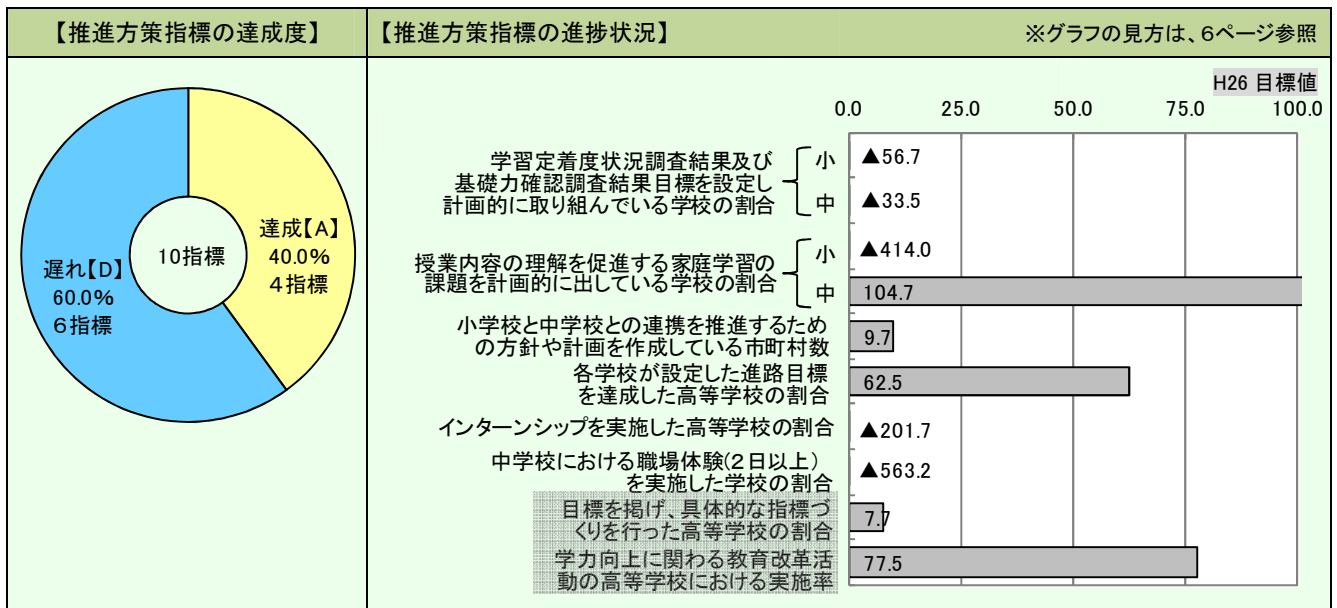 【推進方策指標の達成度】
【推進方策指標の進捗状況】
※グラフの見方は、6ページ参照
達成【A】
40.0%
4指標
10指標
遅れ【D】
60.0%
6指標
H26 目標値
0.0 25.0 50.0 75.0 100.0
学習定着度状況調査結果及び
基礎力確認調査結果目標を設定し
計画的に取り組んでいる学校の割合
小 ▲56.7
中 ▲33.5
授業内容の理解を促進する家庭学習の
課題を計画的に出している学校の割合
小 ▲414.0
中 104.7
小学校と中学校との連携を推進するため
の方針や計画を作成している市町村数
9.7
各学校が設定した進路目標
を達成した高等学校の割合
62.5
インターンシップを実施した高等学校の割合 ▲201.7
中学校における職場体験(2日以上)
を実施した学校の割合
▲563.2
目標を掲げ、具体的な指標づ
くりを行った高等学校の割合
7.7
学力向上に関わる教育改革活
動の高等学校における実施率
77.5